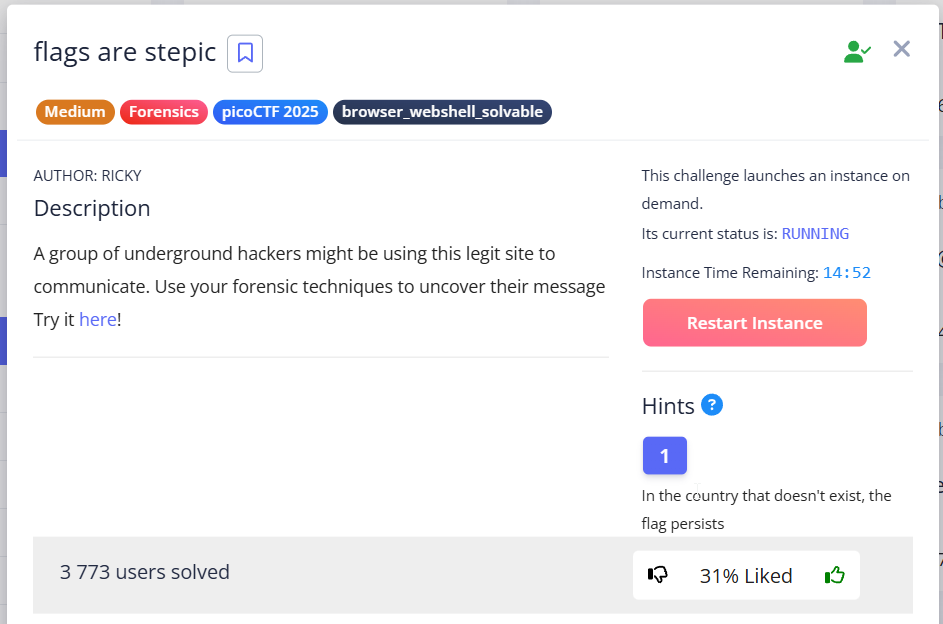 flags are stepic
Medium Forensics picoCTF 2025 browser_webshell_solvable
AUTHOR: RICKY
Description
A group of underground hackers might be using this legit site to
communicate. Use your forensic techniques to uncover their message
Try it here!
This challenge launches an instance on
demand.
Its current status is: RUNNING
Instance Time Remaining: 14:52
Restart Instance
Hints ?
1
In the country that doesn't exist, the
flag persists
3 773 users solved
31% Liked